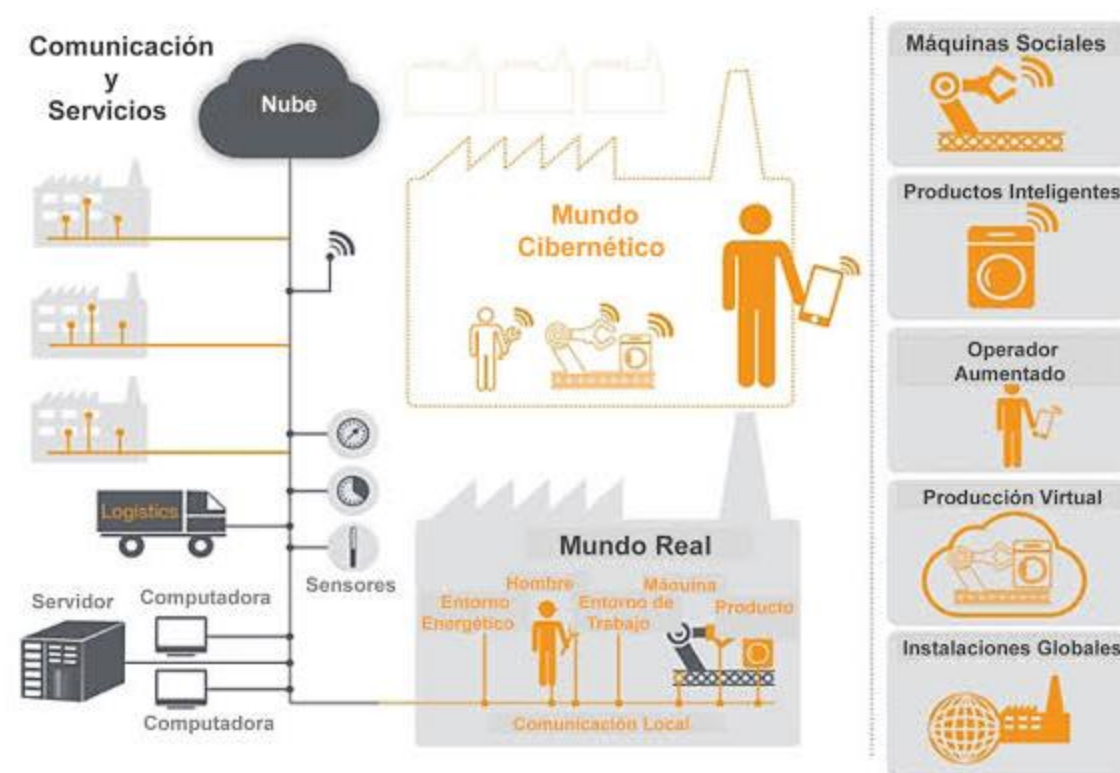 Comunicación
y
Servicios
Nube
Mundo
Cibernético
Logistics
Sensores
Servidor
Computadora
Computadora
Mundo Real
Hombre
Máquina
Entorno
Energético
Entorno de
Trabajo
Producto
Comunicación Local
Máquinas Sociales
Productos Inteligentes
Operador
Aumentado
Producción Virtual
Instalaciones Globales